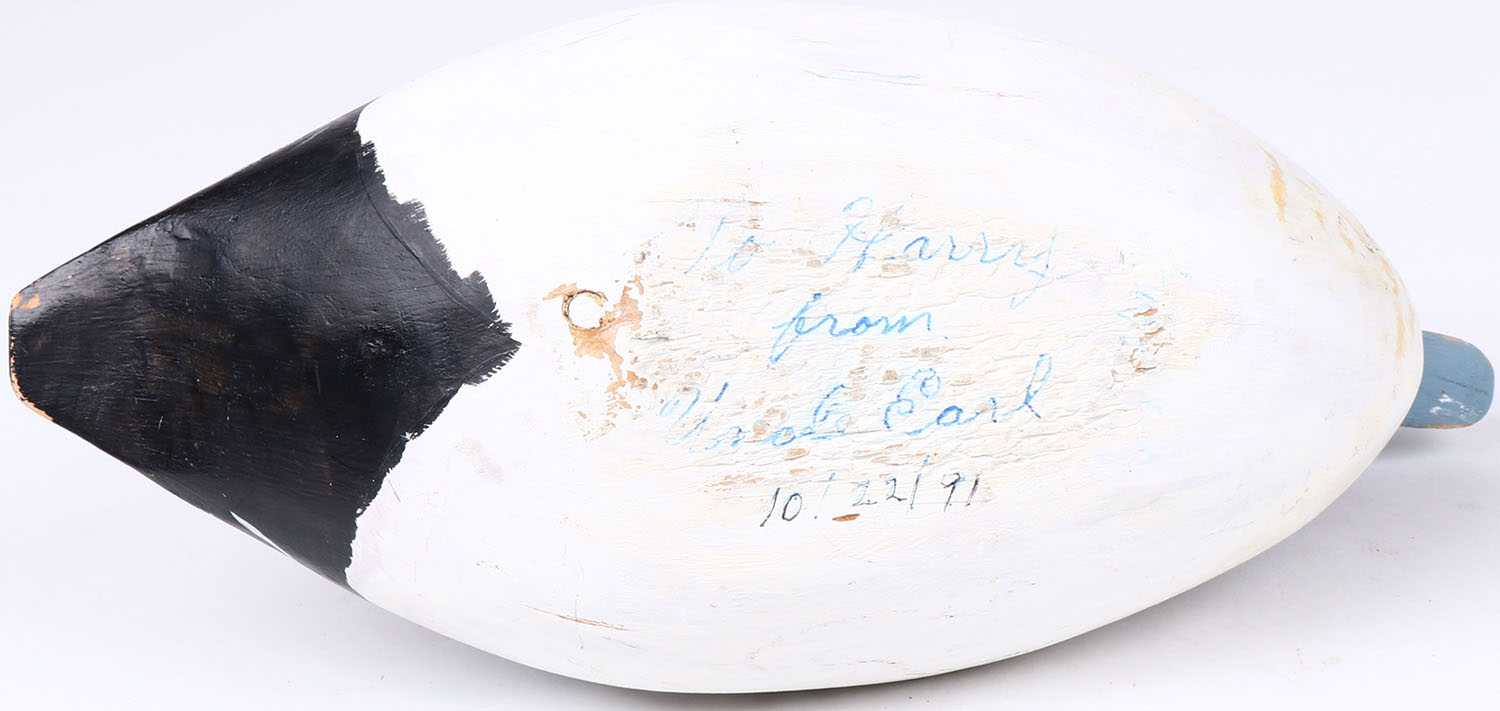 To Harry
from
Uncle Earl
10/22/91